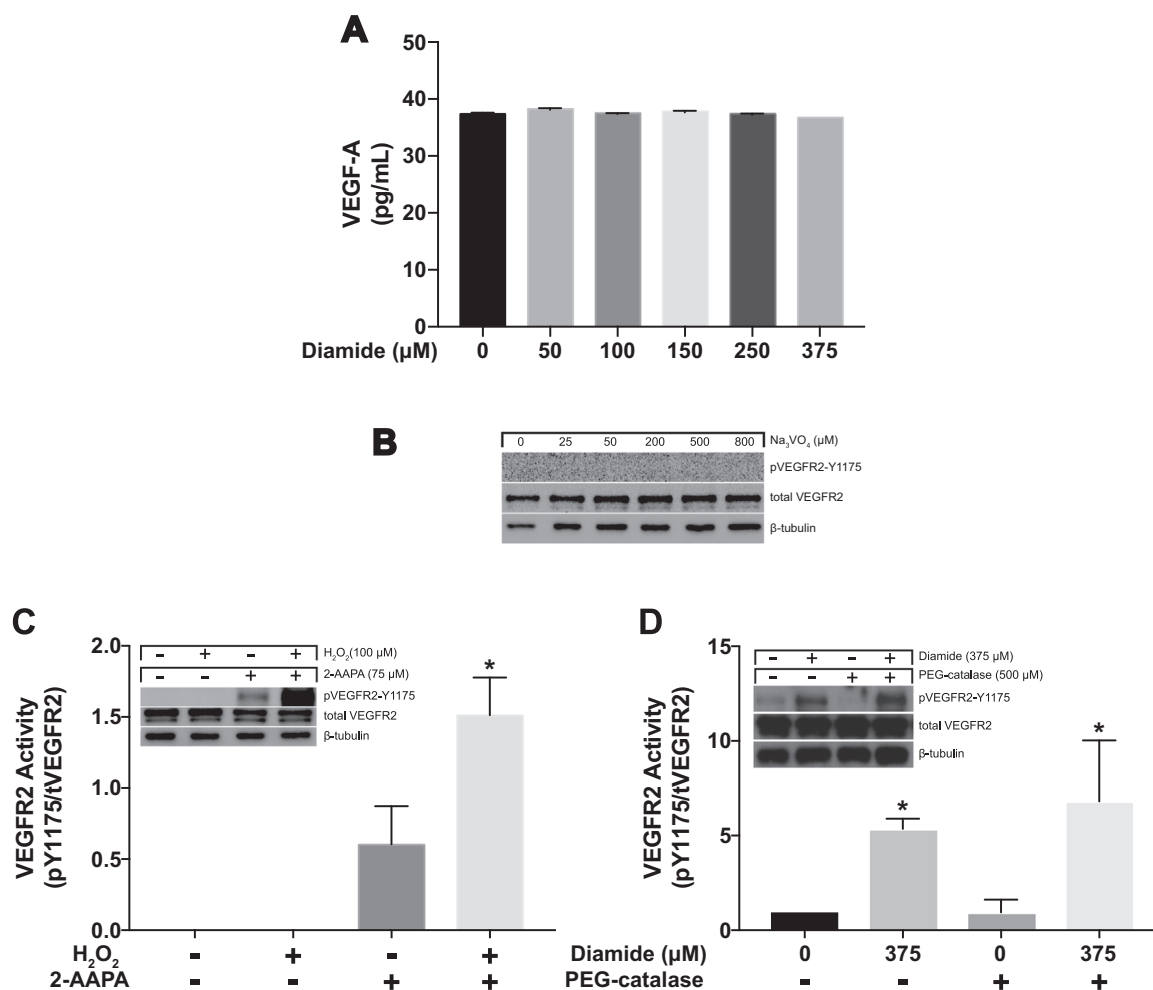 A
50
40
30
20
10
0
VEGF-A
(pg/mL)
Diamide (µM) 0 50 100 150 250 375
B
0 25 50 200 500 800 Na₃VO₄ (µM)
pVEGFR2-Y1175
total VEGFR2
β-tubulin
C
2.0
1.5
1.0
0.5
0.0
VEGFR2 Activity
(pY1175/tVEGFR2)
- + - + H₂O₂(100 µM)
- - + + 2-AAPA (75 µM)
pVEGFR2-Y1175
total VEGFR2
β-tubulin
*
H₂O₂ - + - +
2-AAPA - - + +
D
15
10
5
0
VEGFR2 Activity
(pY1175/tVEGFR2)
- + - + Diamide (375 µM)
- - + + PEG-catalase (500 µM)
pVEGFR2-Y1175
total VEGFR2
β-tubulin
*
*
Diamide (µM) 0 375 0 375
PEG-catalase - - + +